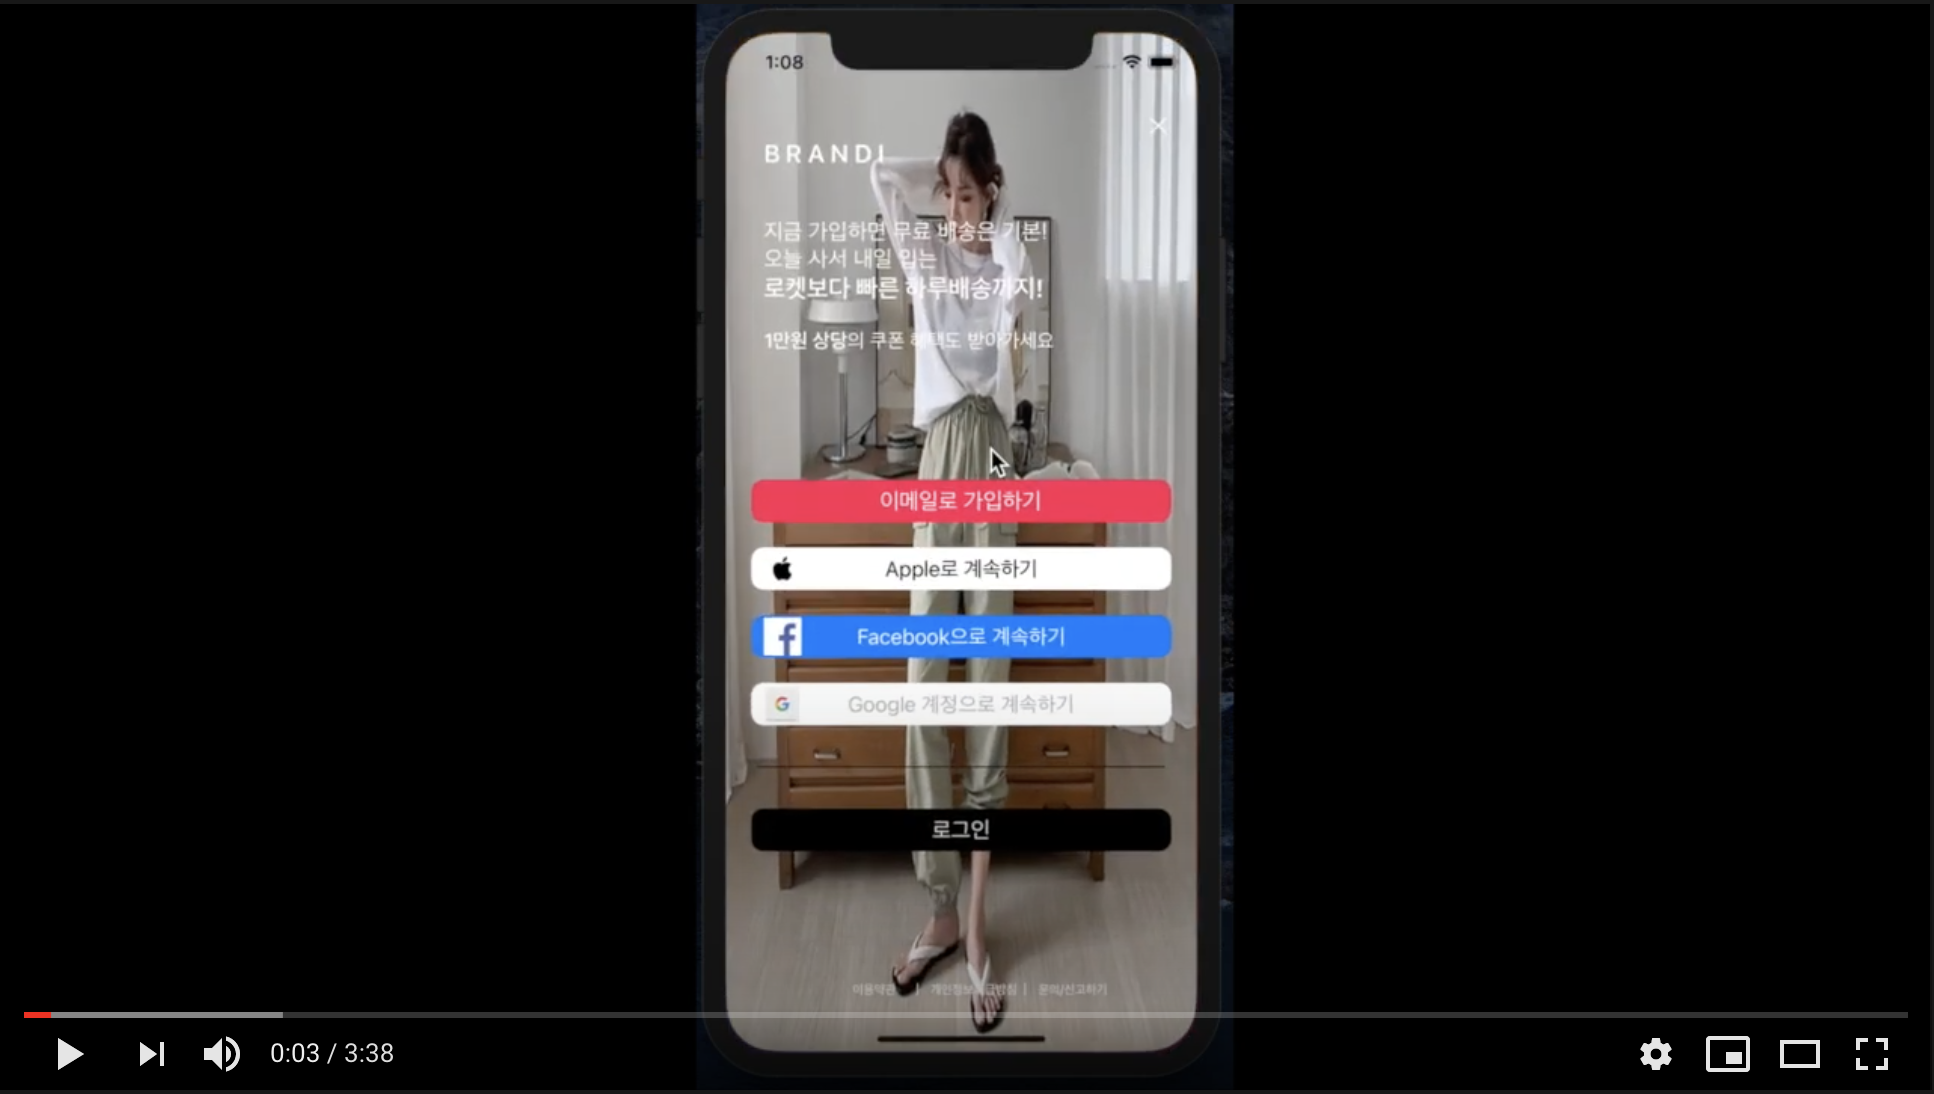 1:08
BRANDI
지금 가입하면 무료 배송은 기본!
오늘 사서 내일 입는
로켓보다 빠른 하루배송까지!
1만원 상당의 쿠폰 혜택도 받아가세요
이메일로 가입하기
Apple로 계속하기
Facebook으로 계속하기
Google 계정으로 계속하기
로그인
이용약관 | 개인정보취급방침 | 문의/신고하기
0:03 / 3:38